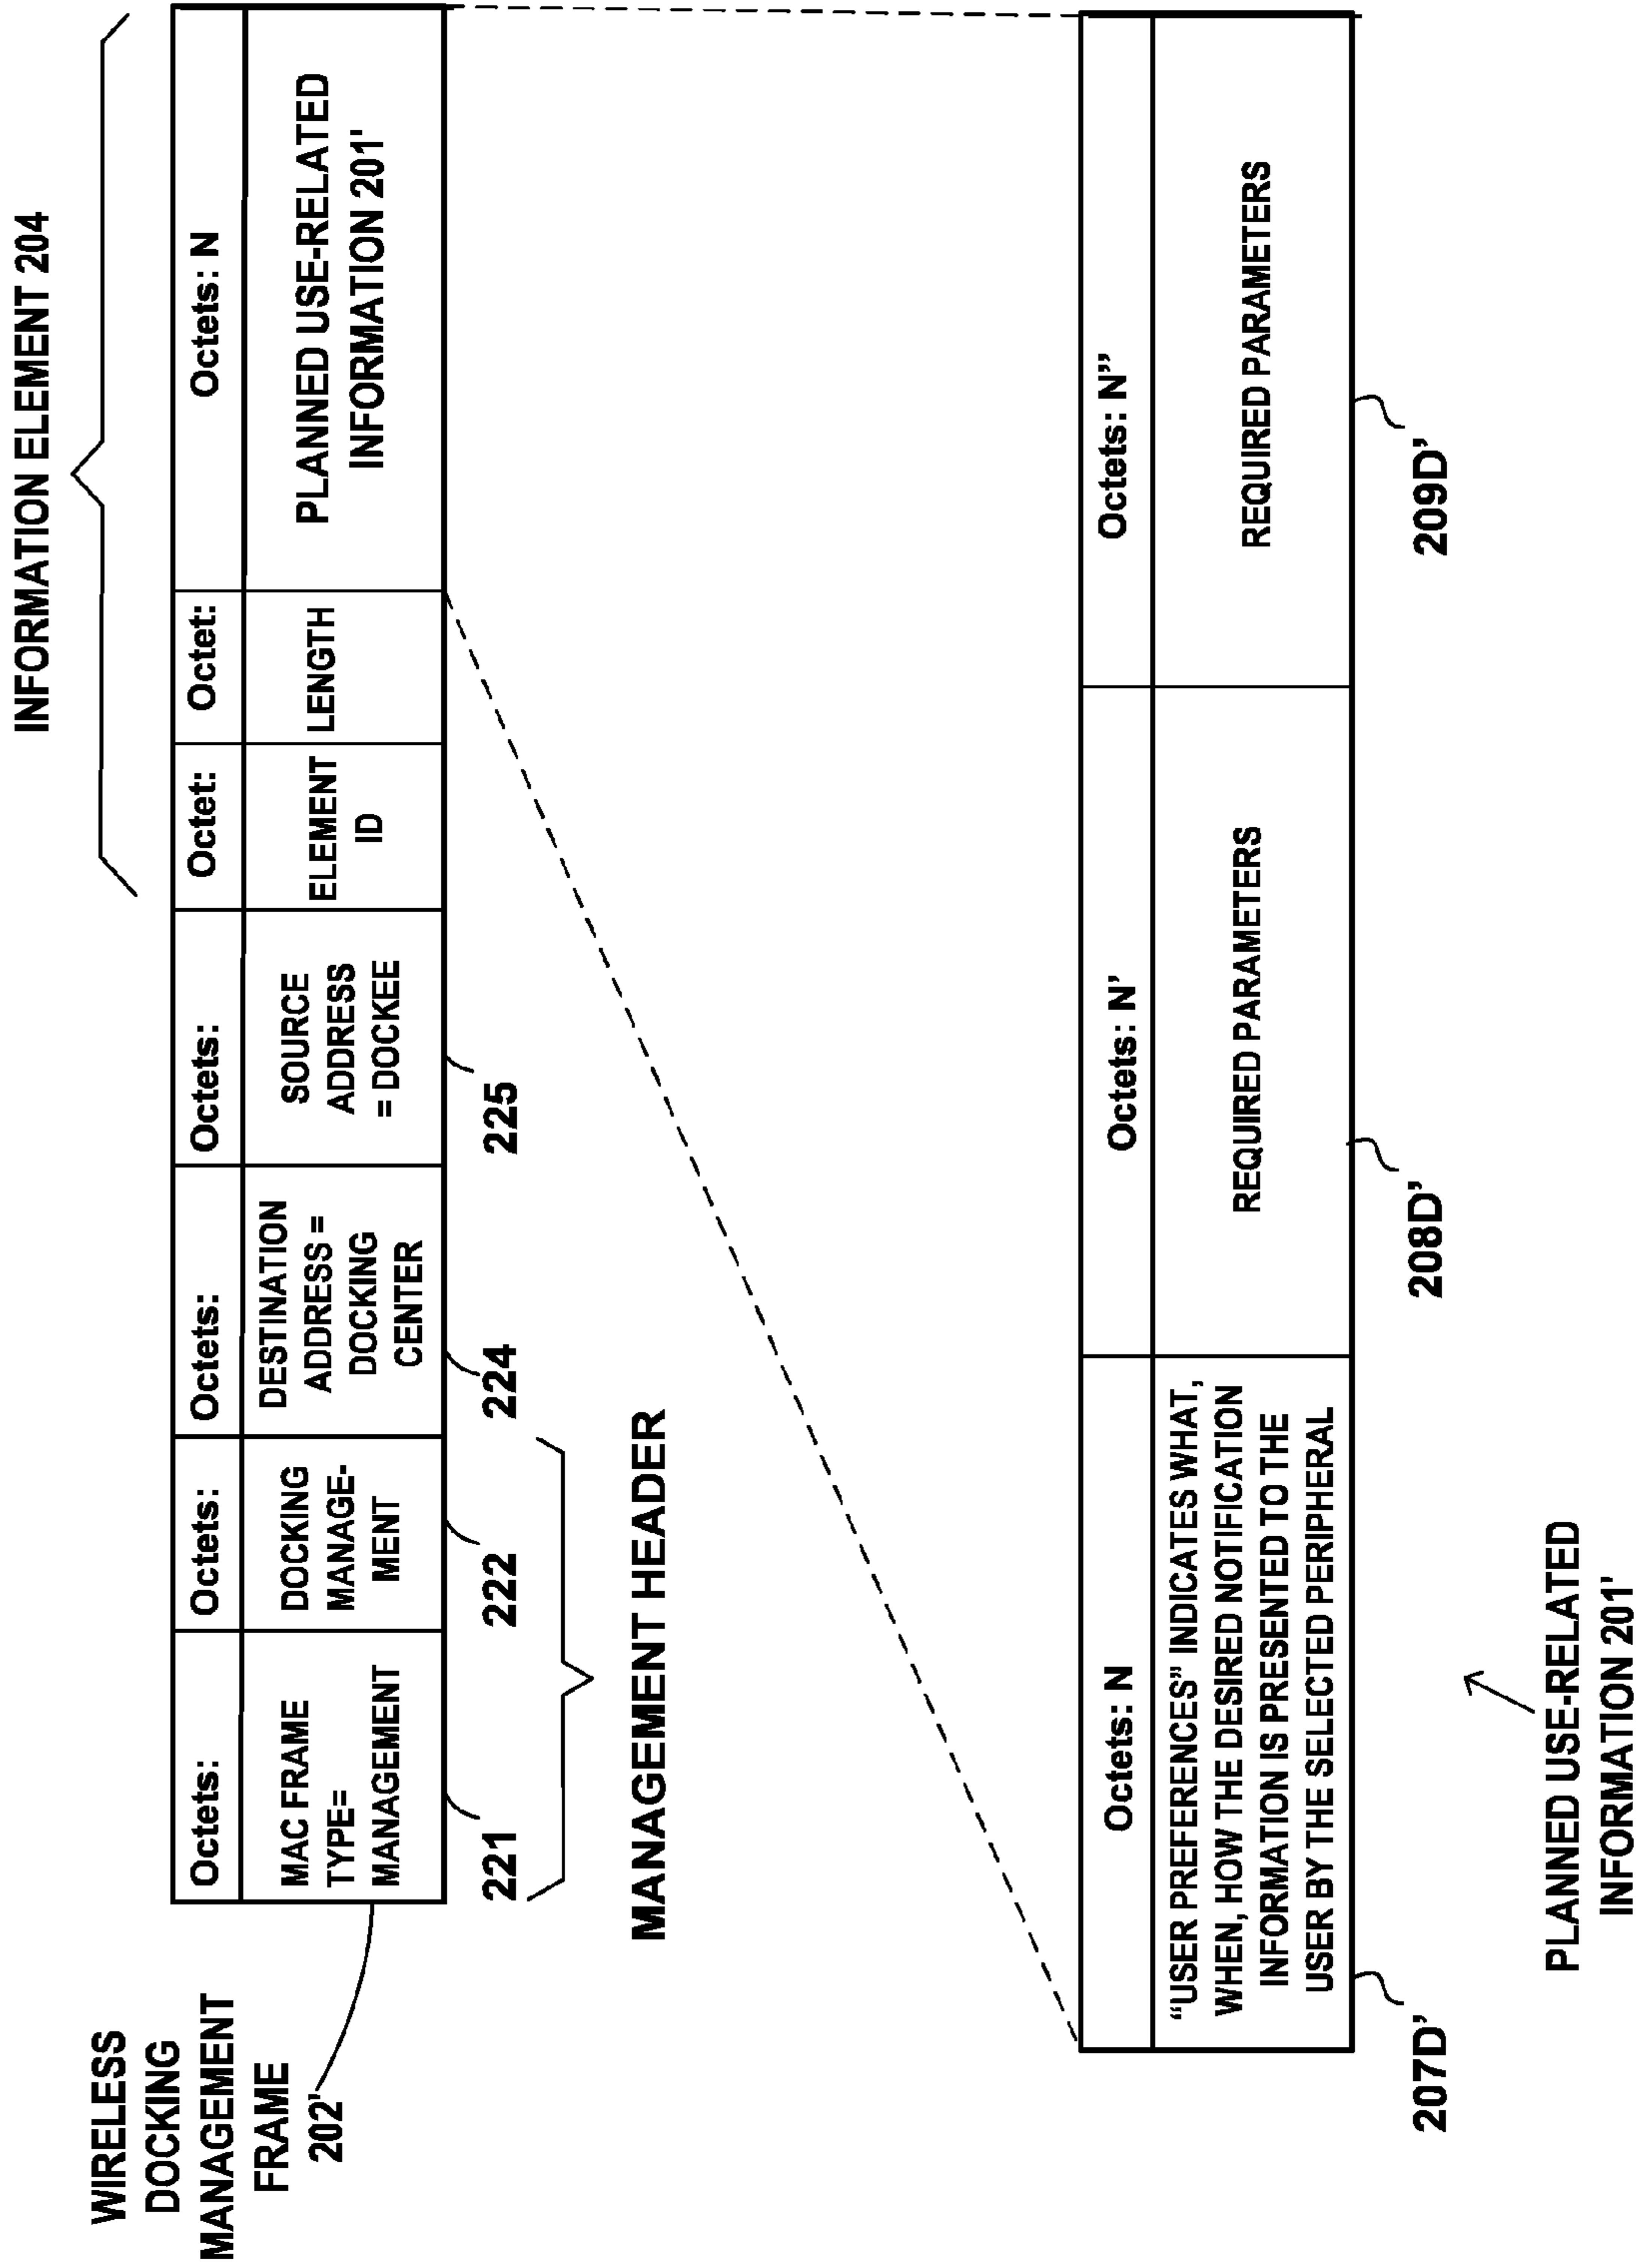 INFORMATION ELEMENT 204
WIRELESS
DOCKING
MANAGEMENT
FRAME
202'
Octets:
Octets:
Octets:
Octets:
Octet:
Octet:
Octets: N
MAC FRAME
TYPE=
MANAGEMENT
DOCKING
MANAGE-
MENT
DESTINATION
ADDRESS =
DOCKING
CENTER
SOURCE
ADDRESS
= DOCKEE
ELEMENT
ID
LENGTH
PLANNED USE-RELATED
INFORMATION 201'
221
222
224
225
MANAGEMENT HEADER
Octets: N
Octets: N’
Octets: N”
“USER PREFERENCES” INDICATES WHAT,
WHEN, HOW THE DESIRED NOTIFICATION
INFORMATION IS PRESENTED TO THE
USER BY THE SELECTED PERIPHERAL
REQUIRED PARAMETERS
REQUIRED PARAMETERS
207D’
208D’
209D’
PLANNED USE-RELATED
INFORMATION 201'